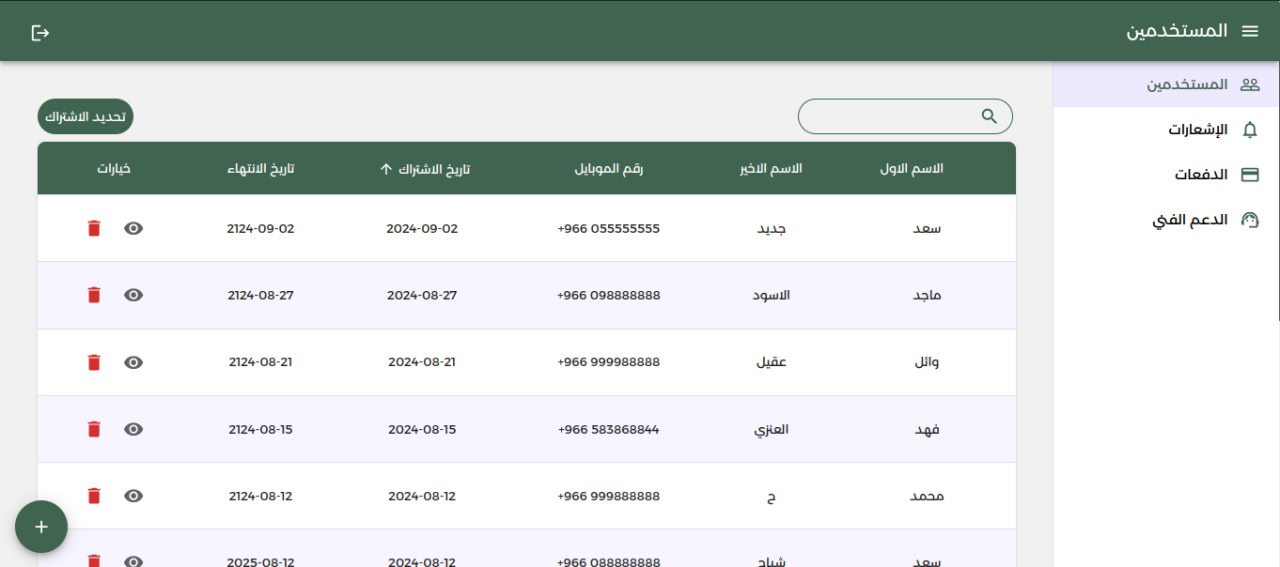 المستخدمين
المستخدمين
الإشعارات
الدفعات
الدعم الفني
تحديد الاشتراك
الاسم الاول الاسم الاخير رقم الموبايل تاريخ الاشتراك تاريخ الانتهاء خيارات
سعد جديد +966 055555555 2024-09-02 2124-09-02
ماجد الاسود +966 098888888 2024-08-27 2124-08-27
وائل عقيل +966 999988888 2024-08-21 2124-08-21
فهد العنزي +966 583868844 2024-08-15 2124-08-15
محمد ح +966 999888888 2024-08-12 2124-08-12
سعد شباح +966 088888888 2024-08-12 2025-08-12